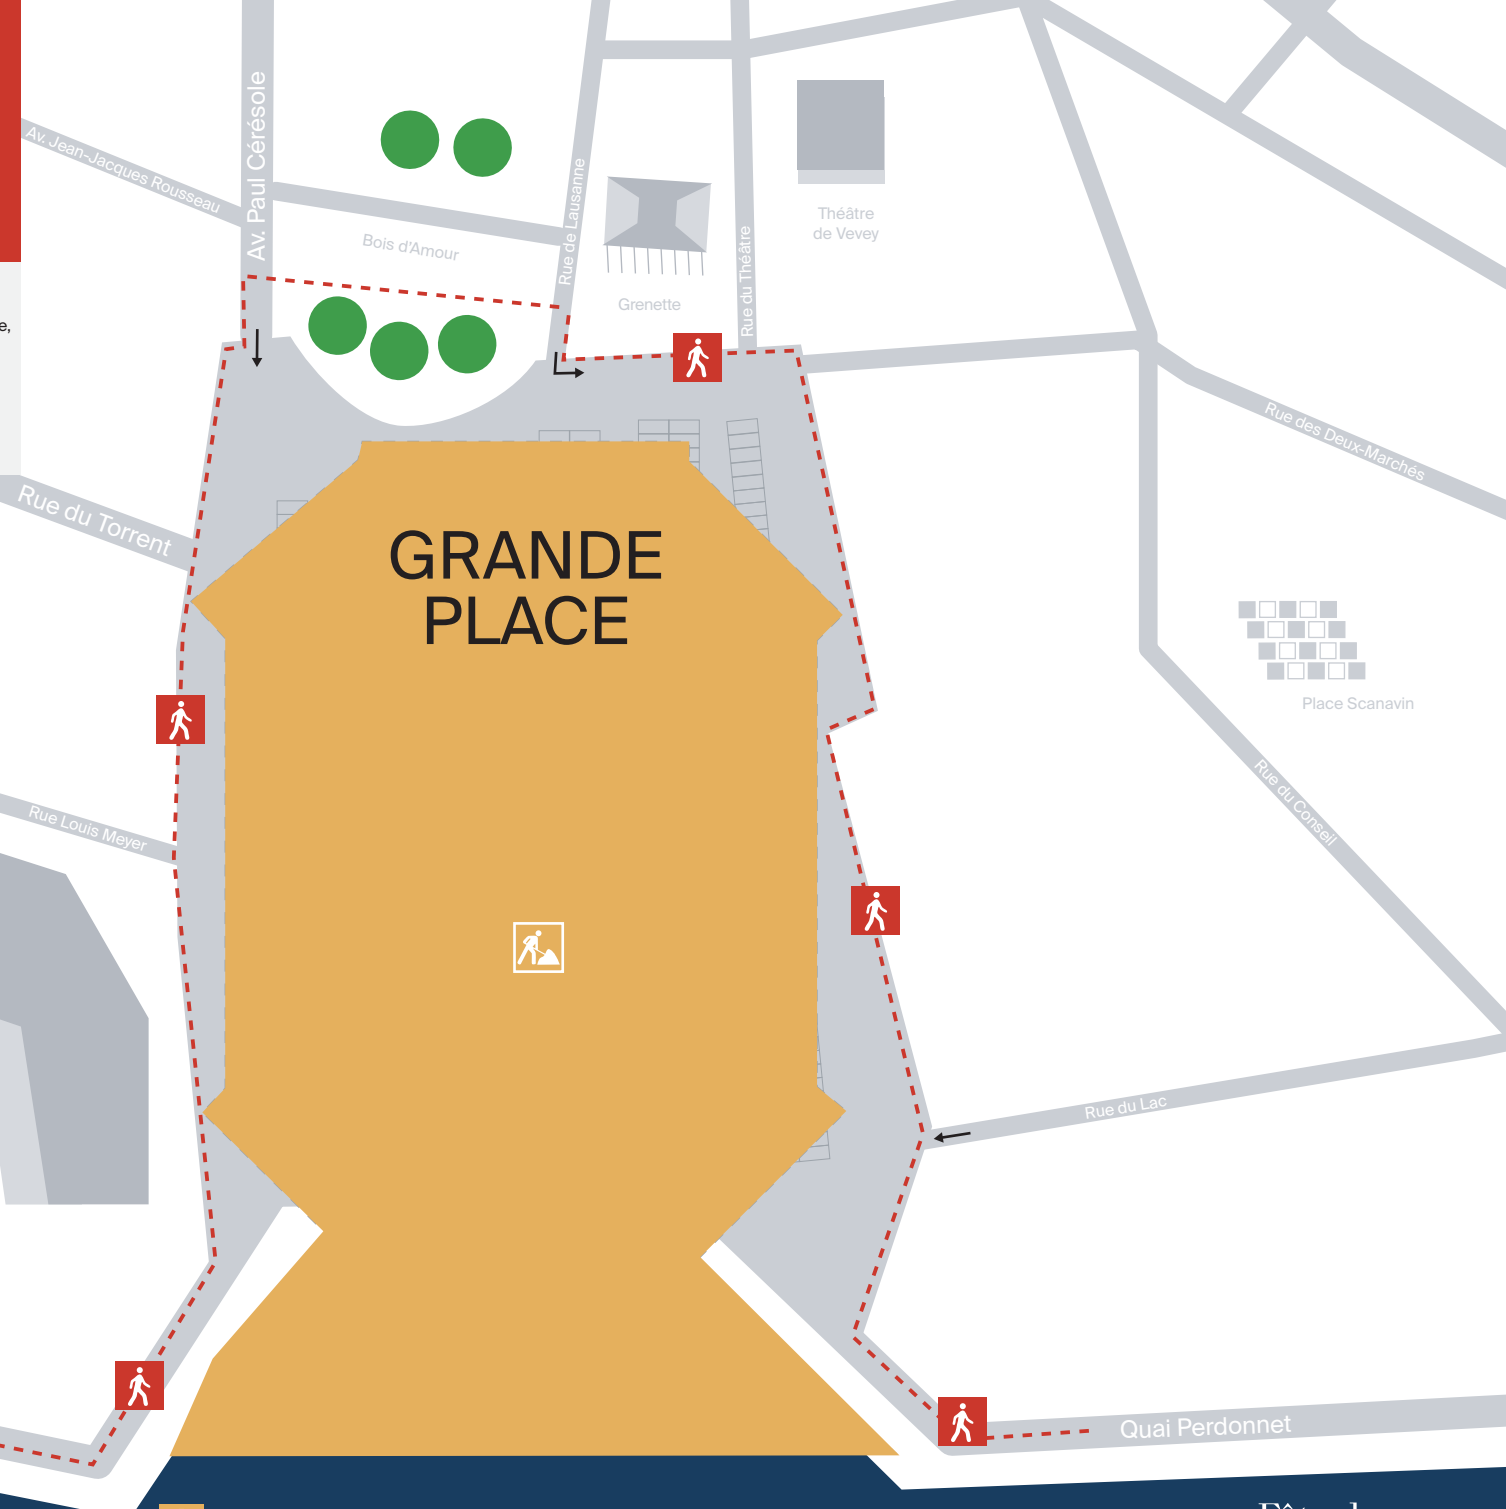 Av. Paul Cérésole
Av. Jean-Jacques Rousseau
Rue de Lausanne
Théâtre
de Vevey
Bois d'Amour
Rue du Théâtre
Grenette
e,
Rue des Deux-Marchés
Rue du Torrent
GRANDE
PLACE
Place Scanavin
Rue du Conseil
Rue Louis Meyer
Rue du Lac
Quai Perdonnet